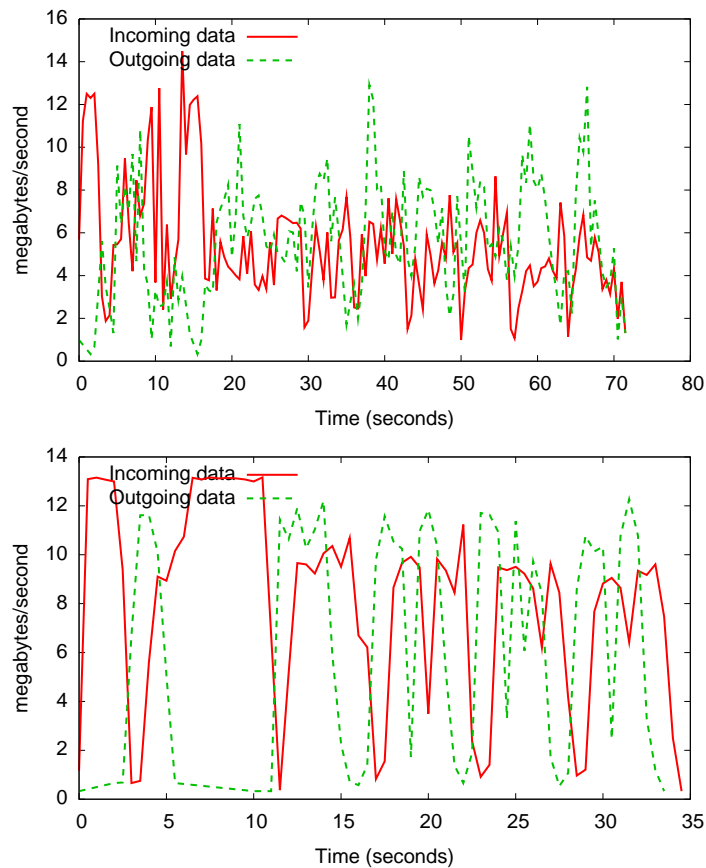 16
14
12
10
8
6
4
2
0
megabytes/second
Incoming data
Outgoing data
0 10 20 30 40 50 60 70 80
Time (seconds)
14
12
10
8
6
4
2
0
megabytes/second
Incoming data
Outgoing data
0 5 10 15 20 25 30 35
Time (seconds)